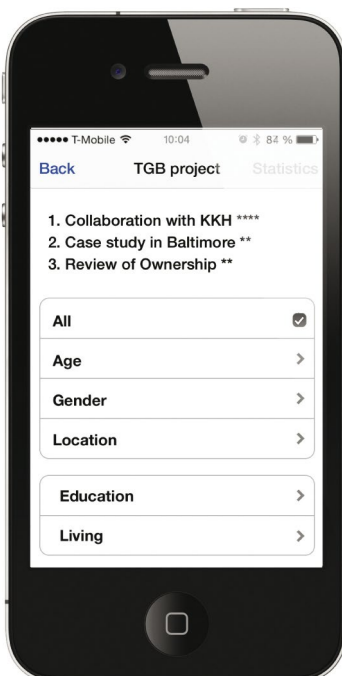 T-Mobile 10:04 84 %
Back TGB project Statistics
1. Collaboration with KKH ****
2. Case study in Baltimore **
3. Review of Ownership **
All
Age
Gender
Location
Education
Living